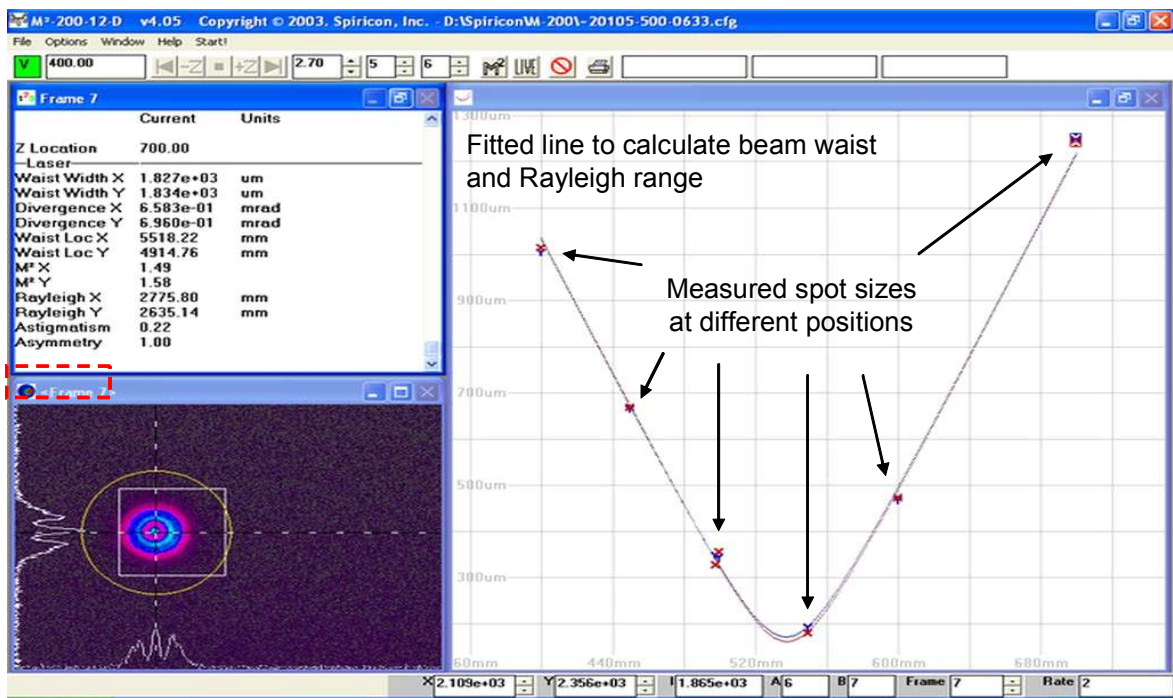 M²-200-12-D v4.05 Copyright © 2003, Spiricon, Inc. - D:\Spiricon\M-200\~20105-500-0633.cfg
File Options Window Help Start!
V 400.00 -Z +Z 2.70 5 6 M² LIVE
Frame 7
Current Units
Z Location 700.00
Laser
Waist Width X 1.827e+03 um
Waist Width Y 1.834e+03 um
Divergence X 6.583e-01 mrad
Divergence Y 6.960e-01 mrad
Waist Loc X 5518.22 mm
Waist Loc Y 4914.76 mm
M² X 1.49
M² Y 1.58
Rayleigh X 2775.80 mm
Rayleigh Y 2635.14 mm
Astigmatism 0.22
Asymmetry 1.00
<Frame 7>
1300um
Fitted line to calculate beam waist
and Rayleigh range
1100um
900um
Measured spot sizes
at different positions
700um
500um
300um
60mm 440mm 520mm 600mm 680mm
X 2.109e+03 Y 2.356e+03 I 1.865e+03 A 6 B 7 Frame 7 Rate 2